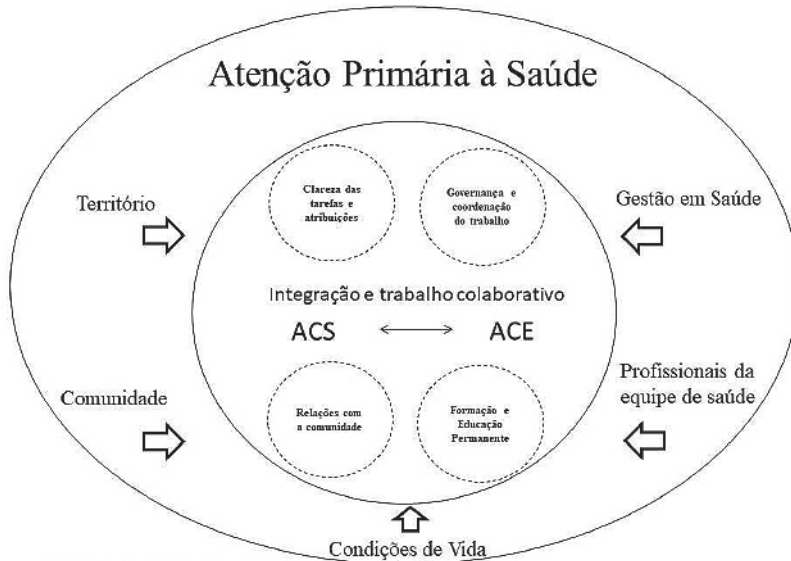 Atenção Primária à Saúde
Território
Gestão em Saúde
Clareza das
tarefas e
atribuições
Governança e
coordenação
do trabalho
Integração e trabalho colaborativo
ACS
ACE
Comunidade
Profissionais da
equipe de saúde
Relações com
a comunidade
Formação e
Educação
Permanente
Condições de Vida